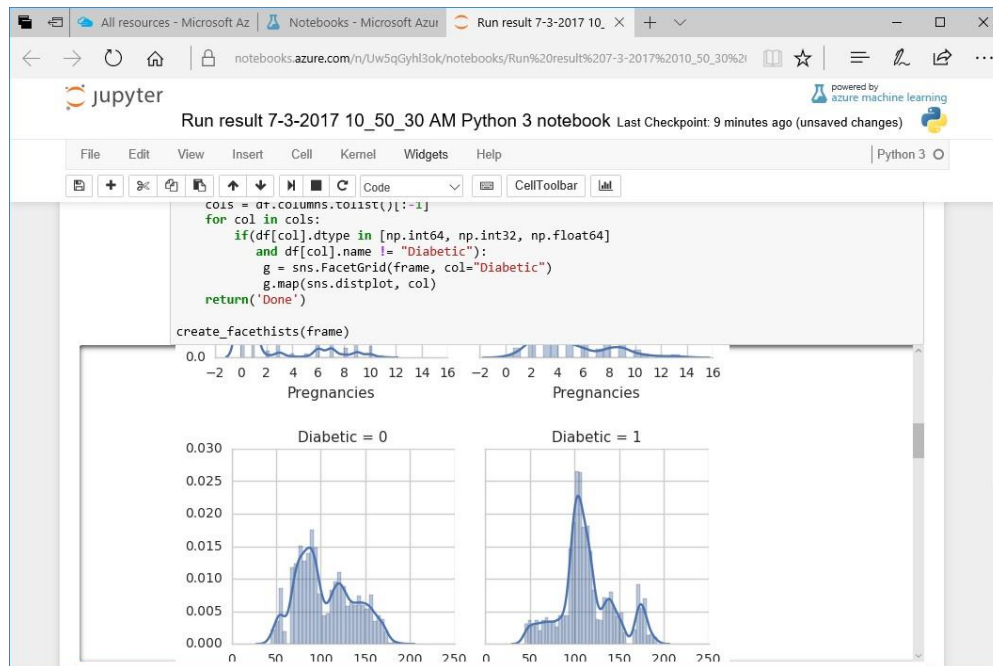 All resources - Microsoft Az
Notebooks - Microsoft Azur
Run result 7-3-2017 10_
notebooks.azure.com/n/Uw5qGyhl3ok/notebooks/Run%20result%207-3-2017%2010_50_30%2
jupyter
powered by
azure machine learning
Run result 7-3-2017 10_50_30 AM Python 3 notebook Last Checkpoint: 9 minutes ago (unsaved changes)
File Edit View Insert Cell Kernel Widgets Help Python 3
Code CellToolbar
cols = df.columns.tolist()[:-1]
for col in cols:
if(df[col].dtype in [np.int64, np.int32, np.float64]
and df[col].name != "Diabetic"):
g = sns.FacetGrid(frame, col="Diabetic")
g.map(sns.distplot, col)
return('Done')
create_facethists(frame)
0.0
−2 0 2 4 6 8 10 12 14 16 −2 0 2 4 6 8 10 12 14 16
Pregnancies Pregnancies
Diabetic = 0 Diabetic = 1
0.030
0.025
0.020
0.015
0.010
0.005
0.000
0 50 100 150 200 250 0 50 100 150 200 250